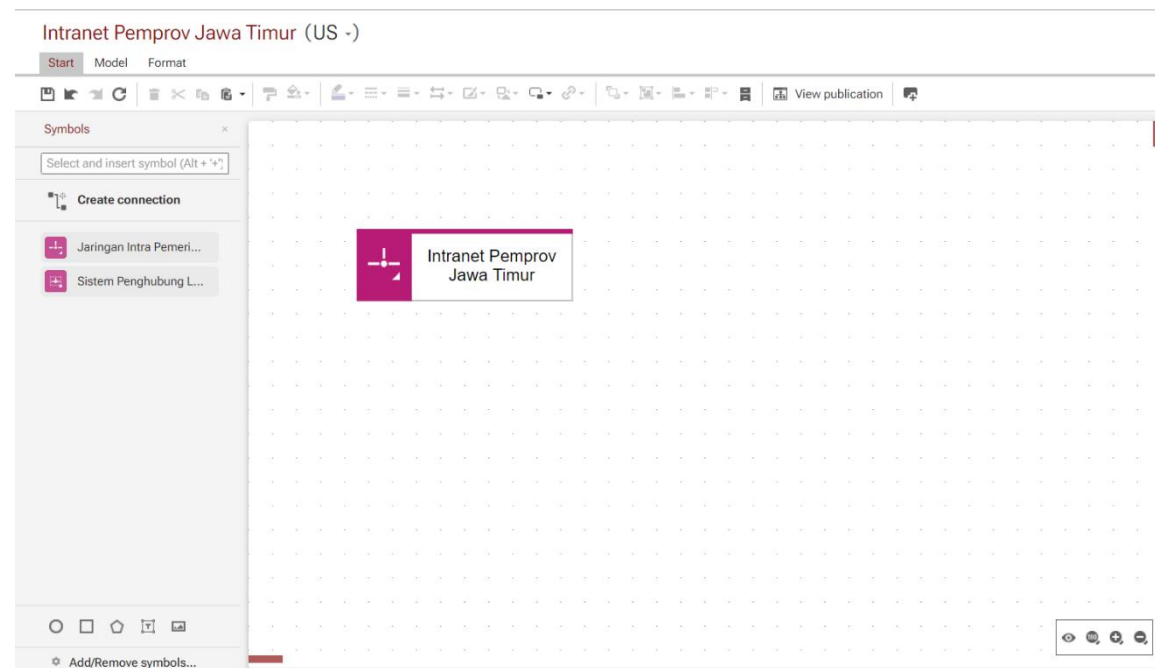 Intranet Pemprov Jawa Timur (US -)
Start Model Format
View publication
Symbols ×
Select and insert symbol (Alt + '+')
Create connection
Jaringan Intra Pemeri...
Sistem Penghubung L...
Intranet Pemprov
Jawa Timur
Add/Remove symbols...